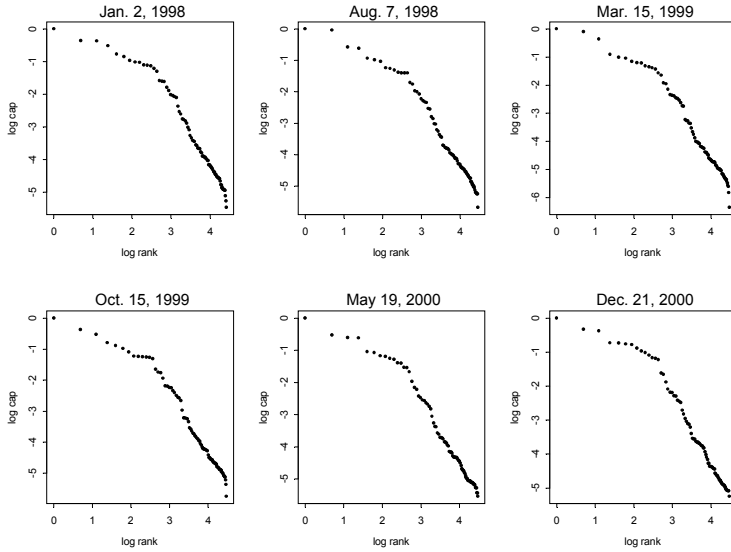 Jan. 2, 1998
Aug. 7, 1998
Mar. 15, 1999
log cap
0
-1
-2
-3
-4
-5
0 1 2 3 4
log rank
log cap
0
-1
-2
-3
-4
-5
0 1 2 3 4
log rank
log cap
0
-1
-2
-3
-4
-5
-6
0 1 2 3 4
log rank
Oct. 15, 1999
May 19, 2000
Dec. 21, 2000
log cap
0
-1
-2
-3
-4
-5
0 1 2 3 4
log rank
log cap
0
-1
-2
-3
-4
-5
0 1 2 3 4
log rank
log cap
0
-1
-2
-3
-4
-5
0 1 2 3 4
log rank